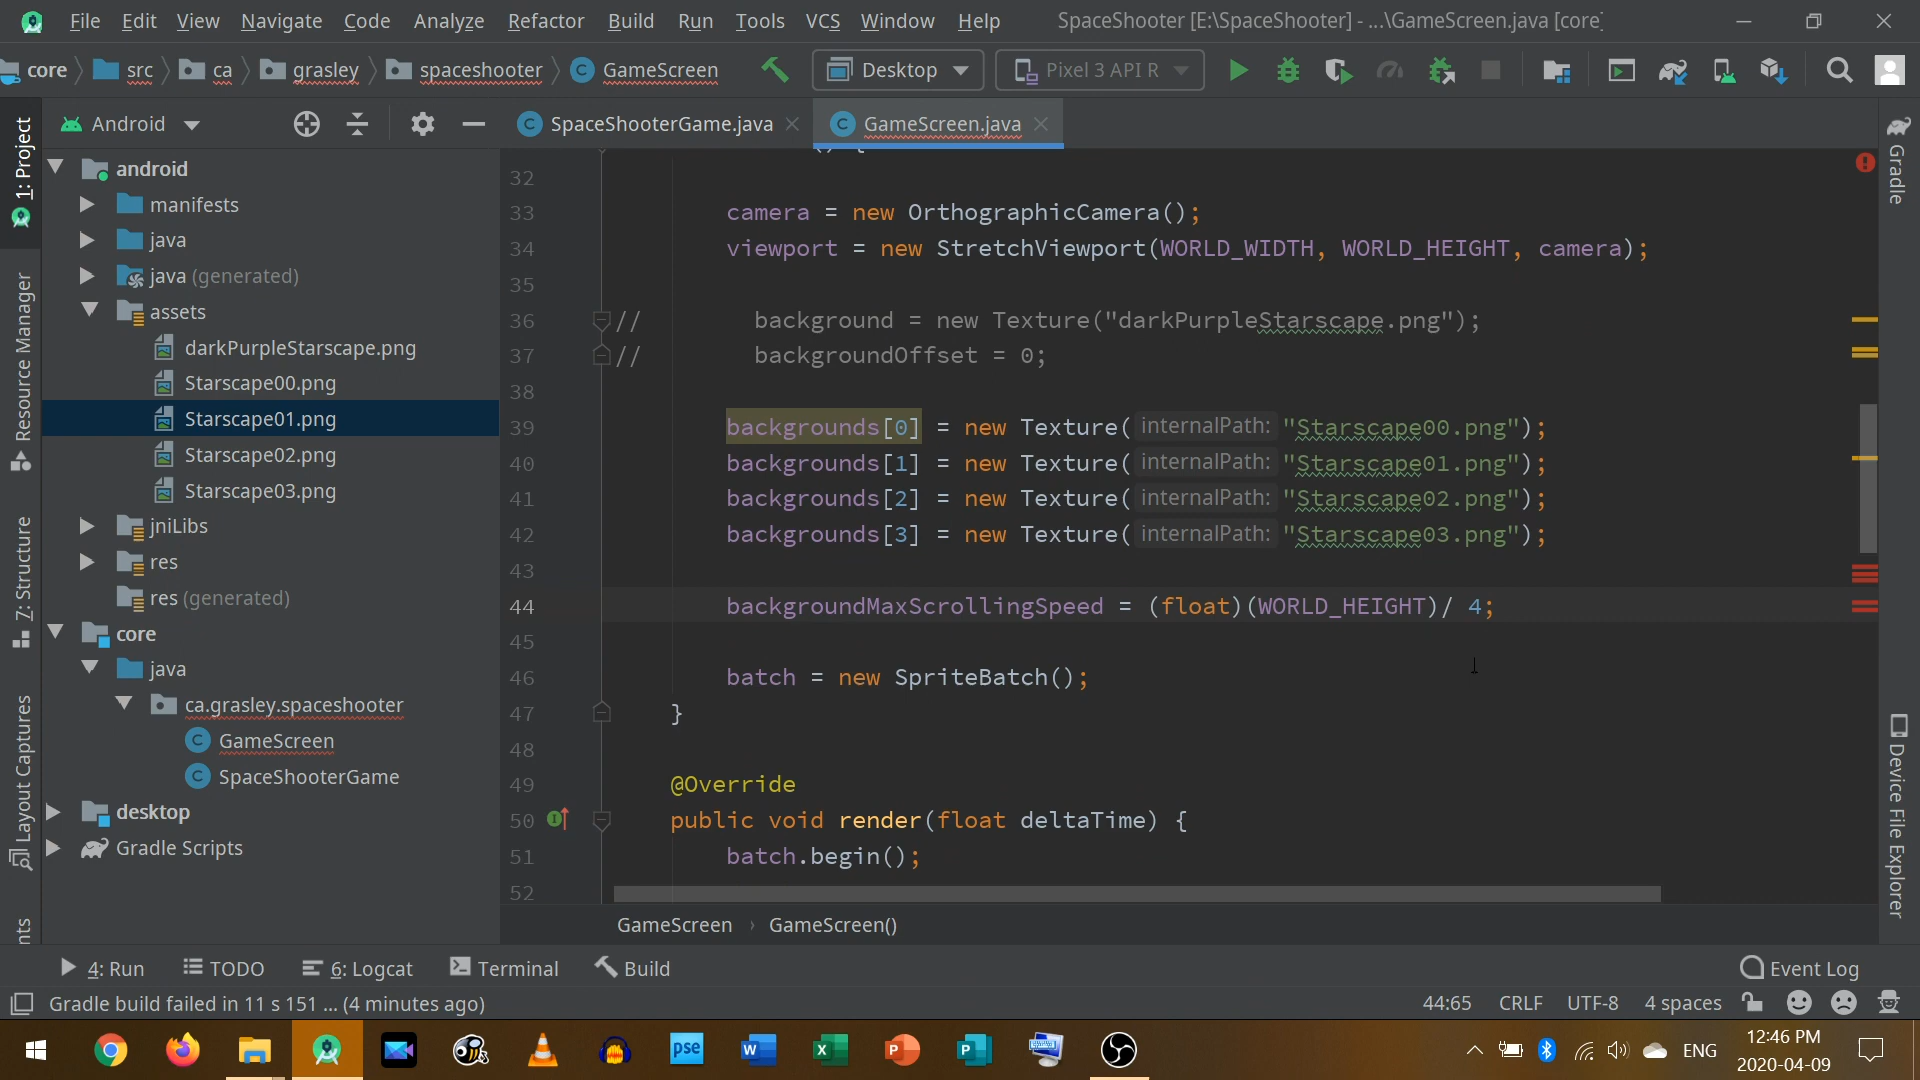 File Edit View Navigate Code Analyze Refactor Build Run Tools VCS Window Help SpaceShooter [E:\SpaceShooter] - ...\GameScreen.java [core]
core src ca grasley spaceshooter GameScreen Desktop Pixel 3 API R
Android
SpaceShooterGame.java
GameScreen.java
1: Project
Resource Manager
7: Structure
Layout Captures
android
manifests
java
java (generated)
assets
darkPurpleStarscape.png
Starscape00.png
Starscape01.png
Starscape02.png
Starscape03.png
jniLibs
res
res (generated)
core
java
ca.grasley.spaceshooter
GameScreen
SpaceShooterGame
desktop
Gradle Scripts
32
33 camera = new OrthographicCamera();
34 viewport = new StretchViewport(WORLD_WIDTH, WORLD_HEIGHT, camera);
35
36 // background = new Texture("darkPurpleStarscape.png");
37 // backgroundOffset = 0;
38
39 backgrounds[0] = new Texture( internalPath: "Starscape00.png");
40 backgrounds[1] = new Texture( internalPath: "Starscape01.png");
41 backgrounds[2] = new Texture( internalPath: "Starscape02.png");
42 backgrounds[3] = new Texture( internalPath: "Starscape03.png");
43
44 backgroundMaxScrollingSpeed = (float)(WORLD_HEIGHT)/ 4;
45
46 batch = new SpriteBatch();
47 }
48
49 @Override
50 public void render(float deltaTime) {
51 batch.begin();
52
Gradle
Device File Explorer
GameScreen › GameScreen()
4: Run TODO 6: Logcat Terminal Build Event Log
Gradle build failed in 11 s 151 ... (4 minutes ago) 44:65 CRLF UTF-8 4 spaces
pse
ENG
12:46 PM
2020-04-09